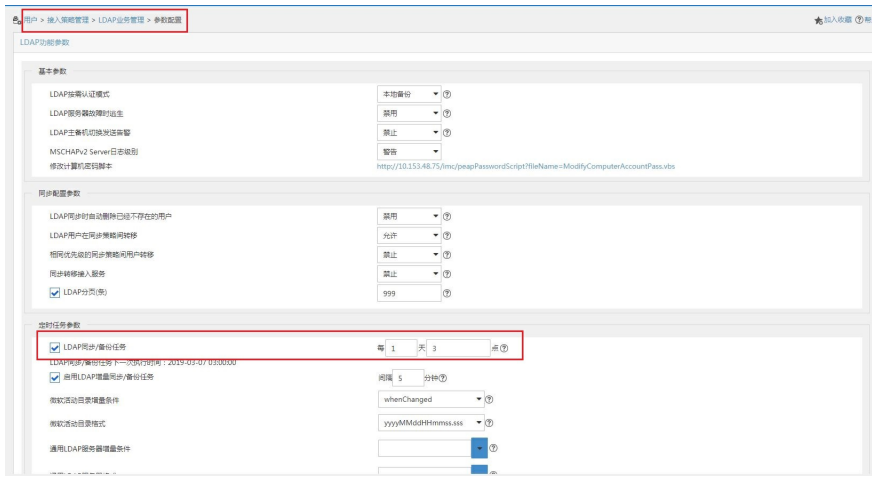 用户 > 接入策略管理 > LDAP业务管理 > 参数配置
加入收藏 帮
LDAP功能参数
基本参数
LDAP按需认证模式 本地备份
LDAP服务器故障时逃生 禁用
LDAP主备机切换发送告警 禁止
MSCHAPv2 Server日志级别 警告
修改计算机密码脚本 http://10.153.48.75/imc/peapPasswordScript?fileName=ModifyComputerAccountPass.vbs
同步配置参数
LDAP同步时自动删除已经不存在的用户 禁用
LDAP用户在同步策略间转移 允许
相同优先级的同步策略间用户转移 禁止
同步转移接入服务 禁止
LDAP分页(条) 999
定时任务参数
LDAP同步/备份任务 每 1 天 3 点
LDAP同步/备份任务下一次执行时间：2019-03-07 03:00:00
启用LDAP增量同步/备份任务 间隔 5 分钟
微软活动目录增量条件 whenChanged
微软活动目录格式 yyyyMMddHHmmss.sss
通用LDAP服务器增量条件